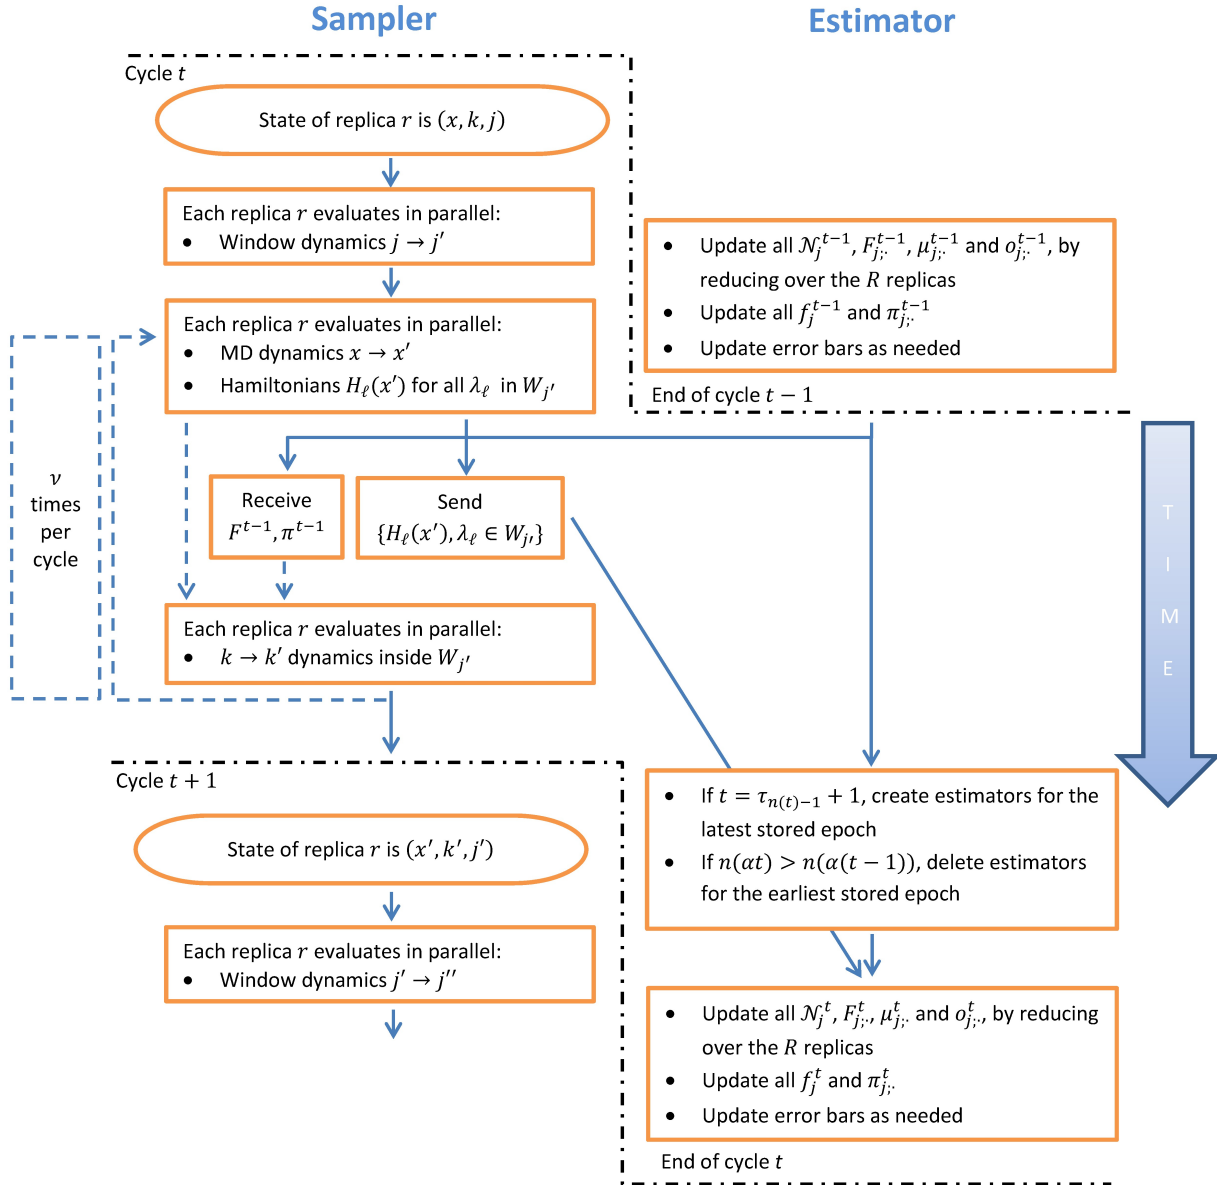 Sampler
Estimator
Cycle t
State of replica r is (x, k, j)
Each replica r evaluates in parallel:
• Window dynamics j → j′
Each replica r evaluates in parallel:
• MD dynamics x → x′
• Hamiltonians H_ℓ(x′) for all λ_ℓ in W_j′
• Update all 𝒩_j^{t−1}, F_{j;·}^{t−1}, μ_{j;·}^{t−1} and o_{j;·}^{t−1}, by
reducing over the R replicas
• Update all f_j^{t−1} and π_{j;·}^{t−1}
• Update error bars as needed
End of cycle t − 1
ν
times
per
cycle
Receive
F^{t−1}, π^{t−1}
Send
{H_ℓ(x′), λ_ℓ ∈ W_j′}
Each replica r evaluates in parallel:
• k → k′ dynamics inside W_j′
T
I
M
E
Cycle t + 1
State of replica r is (x′, k′, j′)
Each replica r evaluates in parallel:
• Window dynamics j′ → j′′
• If t = τ_{n(t)−1} + 1, create estimators for the
latest stored epoch
• If n(αt) > n(α(t − 1)), delete estimators
for the earliest stored epoch
• Update all 𝒩_j^t, F_{j;·}^t, μ_{j;·}^t and o_{j;·}^t, by reducing
over the R replicas
• Update all f_j^t and π_{j;·}^t
• Update error bars as needed
End of cycle t